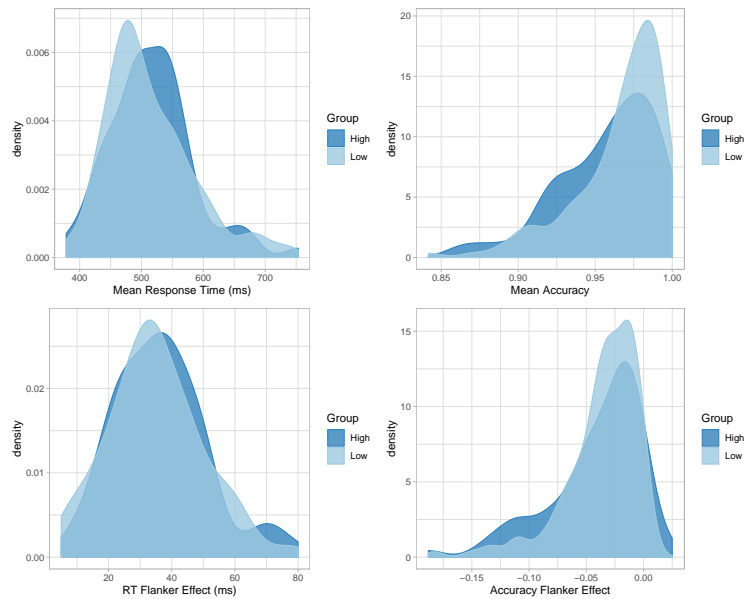 0.006
0.004
0.002
0.000
density
400 500 600 700
Mean Response Time (ms)
Group
High
Low
20
15
10
5
0
density
0.85 0.90 0.95 1.00
Mean Accuracy
Group
High
Low
0.02
0.01
0.00
density
20 40 60 80
RT Flanker Effect (ms)
Group
High
Low
15
10
5
0
density
−0.15 −0.10 −0.05 0.00
Accuracy Flanker Effect
Group
High
Low